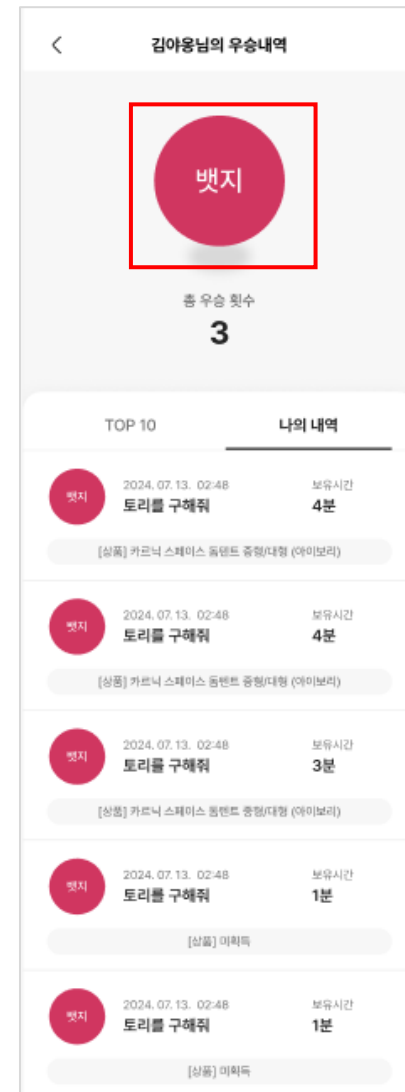 김야옹님의 우승내역
뱃지
총 우승 횟수
3
TOP 10 나의 내역
뱃지 2024. 07. 13. 02:48 보유시간
토리를 구해줘 4분
[상품] 카르닉 스페이스 돔텐트 중형/대형 (아이보리)
뱃지 2024. 07. 13. 02:48 보유시간
토리를 구해줘 4분
[상품] 카르닉 스페이스 돔텐트 중형/대형 (아이보리)
뱃지 2024. 07. 13. 02:48 보유시간
토리를 구해줘 3분
[상품] 카르닉 스페이스 돔텐트 중형/대형 (아이보리)
뱃지 2024. 07. 13. 02:48 보유시간
토리를 구해줘 1분
[상품] 미획득
뱃지 2024. 07. 13. 02:48 보유시간
토리를 구해줘 1분
[상품] 미획득